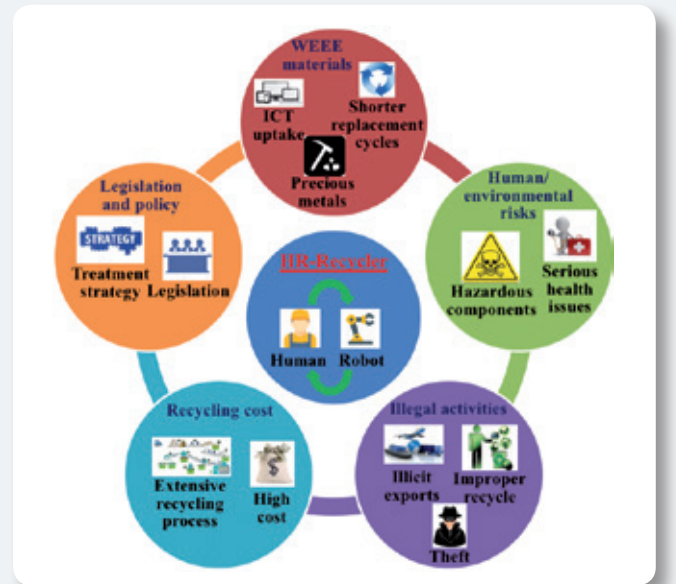 WEEE
materials
ICT
uptake
Shorter
replacement
cycles
Precious
metals
Human/
environmental
risks
Hazardous
components
Serious
health
issues
Illegal activities
Illicit
exports
Improper
recycle
Theft
Recycling cost
Extensive
recycling
process
$
High
cost
Legislation
and policy
STRATEGY
Treatment
strategy
Legislation
HR-Recycler
Human
Robot